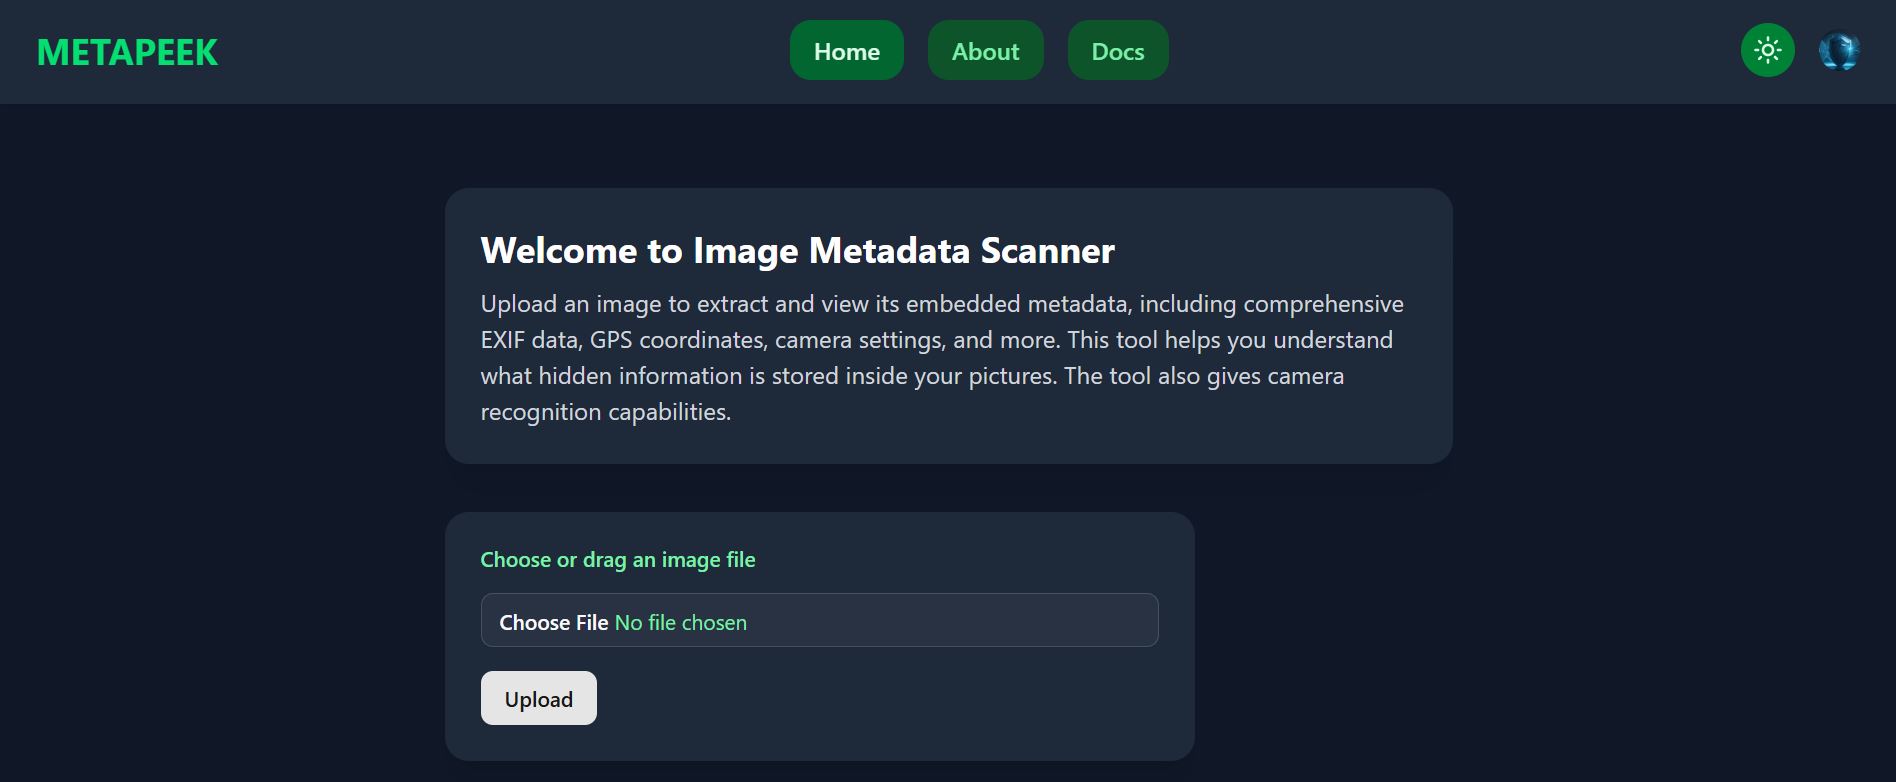 METAPEEK
Home
About
Docs
Welcome to Image Metadata Scanner
Upload an image to extract and view its embedded metadata, including comprehensive
EXIF data, GPS coordinates, camera settings, and more. This tool helps you understand
what hidden information is stored inside your pictures. The tool also gives camera
recognition capabilities.
Choose or drag an image file
Choose File No file chosen
Upload